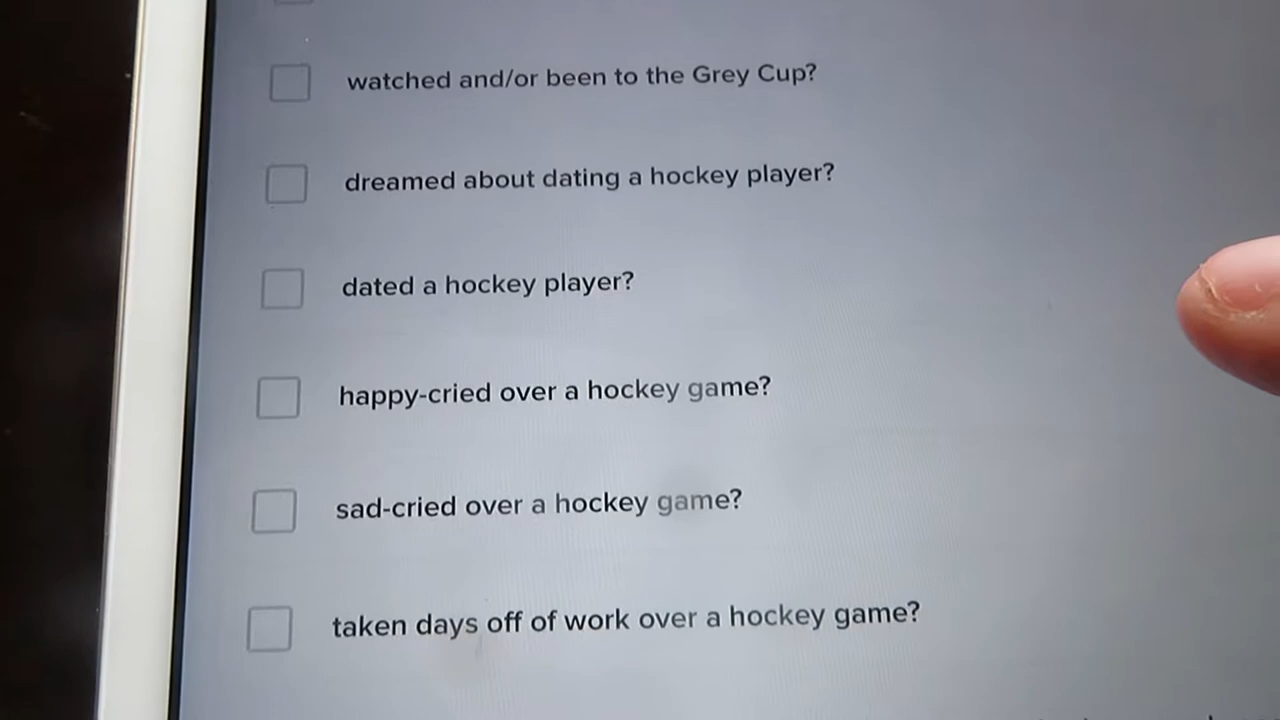 watched and/or been to the Grey Cup?
dreamed about dating a hockey player?
dated a hockey player?
happy-cried over a hockey game?
sad-cried over a hockey game?
taken days off of work over a hockey game?